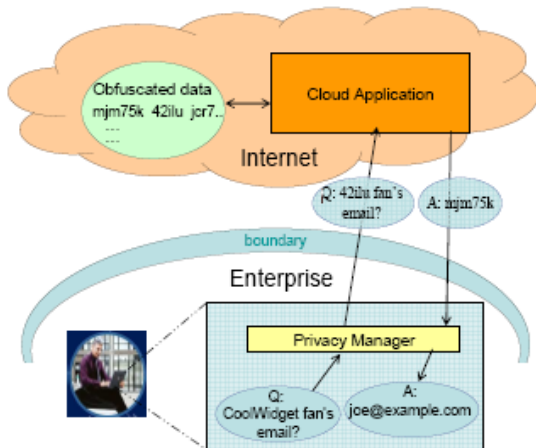 Obfuscated data
mjm75k 42ilu jcr7..
...
...
Cloud Application
Internet
Q: 42ilu fan's
email?
A: mjm75k
boundary
Enterprise
Privacy Manager
Q:
CoolWidget fan's
email?
A:
joe@example.com